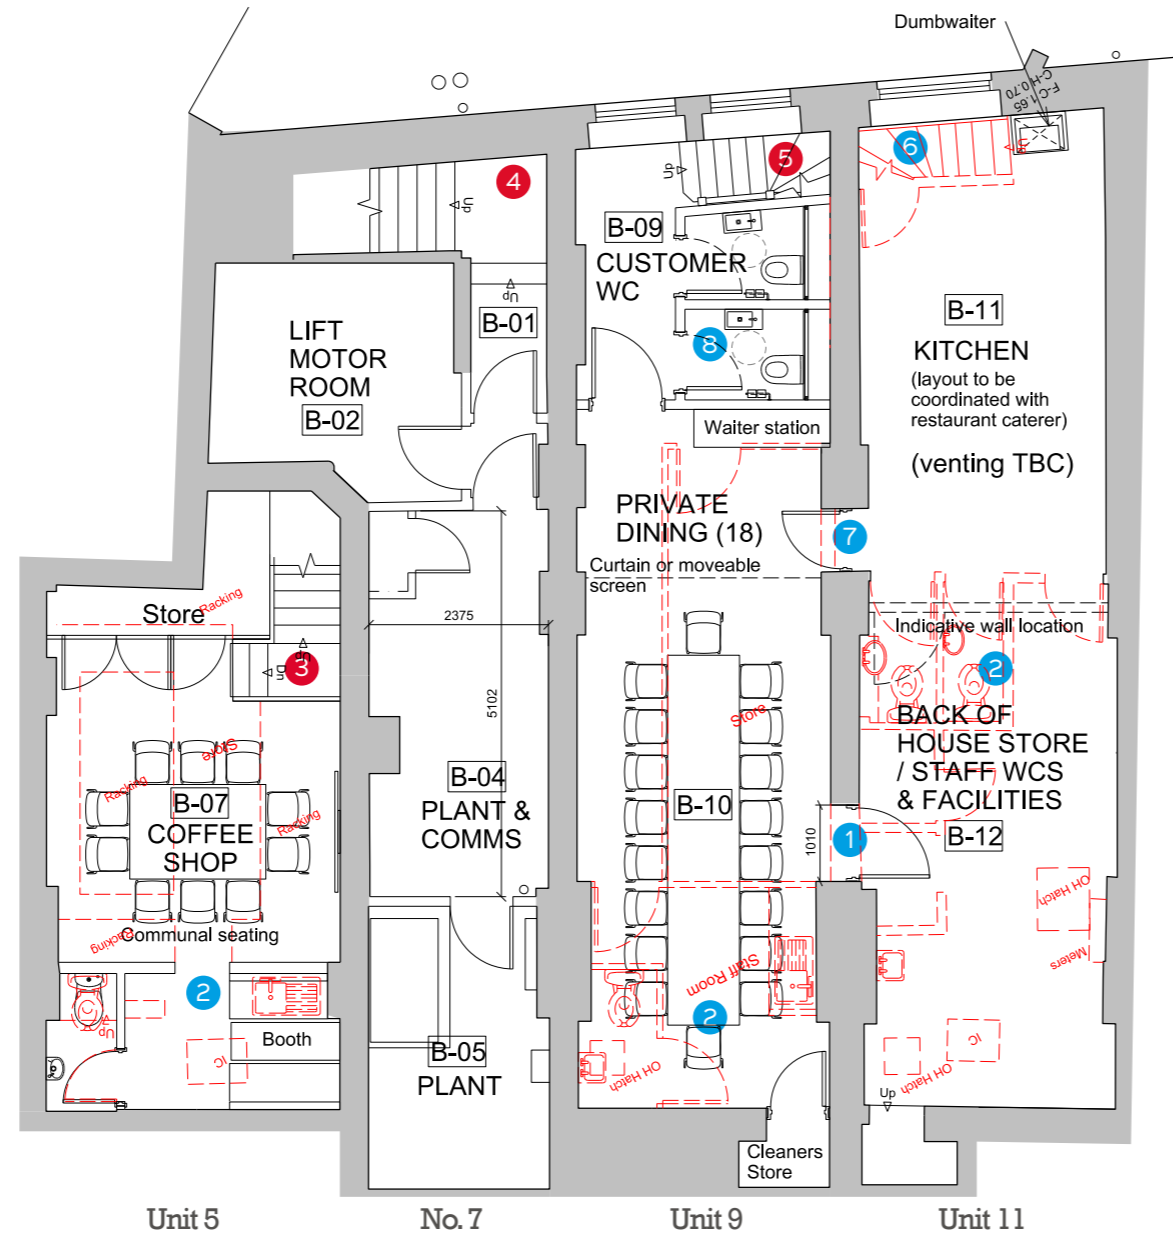 Dumbwaiter
F-C 1.65
C-H 0.70
4
5
6
Up
Up
Up
Up
B-09
CUSTOMER
WC
B-01
B-11
KITCHEN
(layout to be
coordinated with
restaurant caterer)
(venting TBC)
LIFT
MOTOR
ROOM
B-02
8
Waiter station
PRIVATE
DINING (18)
7
Curtain or moveable
screen
Racking
Store
2375
5102
Indicative wall location
Up
Dn
3
2
Store
BACK OF
HOUSE STORE
/ STAFF WCS
& FACILITIES
B-12
Store
Racking
Racking
B-07
COFFEE
SHOP
B-04
PLANT &
COMMS
B-10
1010
1
OH Hatch
Communal seating
Racking
Meters
Staff Room
2
2
Up
Booth
IC
B-05
PLANT
OH Hatch
IC
OH Hatch
Up
Cleaners
Store
Unit 5
No. 7
Unit 9
Unit 11